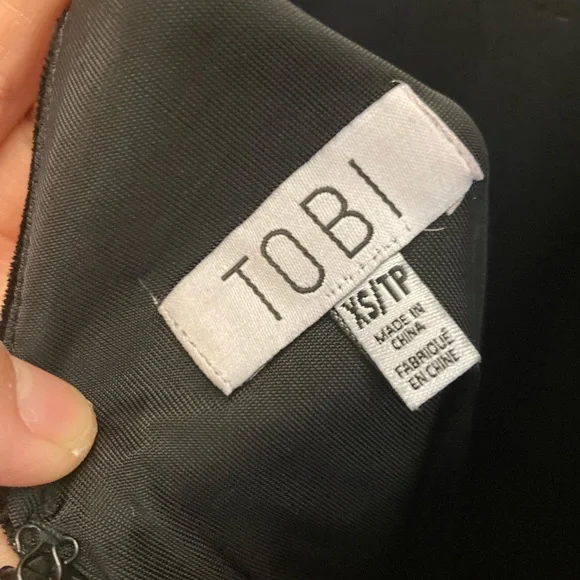 TOBI
XS/TP
MADE IN
CHINA
FABRIQUÉ
EN CHINE